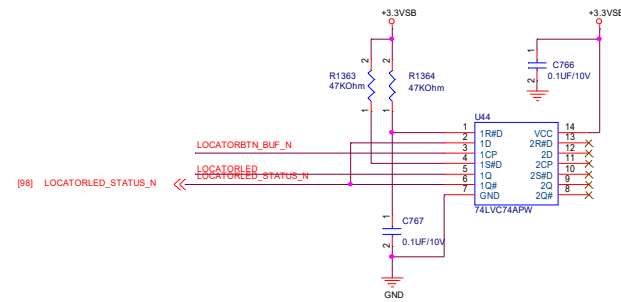 +3.3VSB
+3.3VSB
2
2
1
C766
R1363
R1364
47KOhm
47KOhm
2
0.1UF/10V
1
1
U44
1
1R#D
VCC
14
2
1D
2R#D
13
LOCATORBTN_BUF_N
3
1CP
2D
12
4
1S#D
2CP
11
LOCATORLED
5
1Q
2S#D
10
[98]
LOCATORLED_STATUS_N
LOCATORLED_STATUS_N
6
1Q#
2Q
9
7
GND
2Q#
8
74LVC74APW
1
C767
2
0.1UF/10V
GND